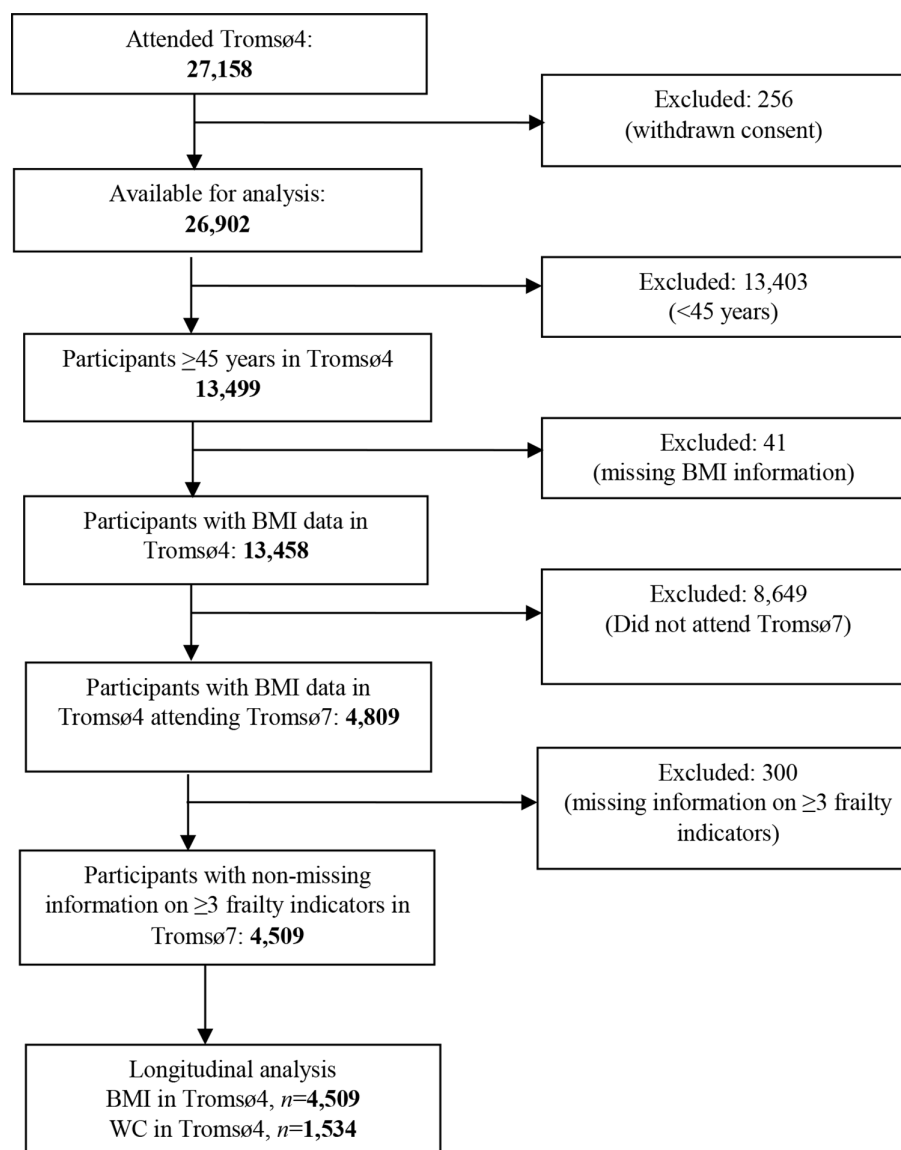 Attended Tromsø4:
27,158
Excluded: 256
(withdrawn consent)
Available for analysis:
26,902
Excluded: 13,403
(<45 years)
Participants ≥45 years in Tromsø4
13,499
Excluded: 41
(missing BMI information)
Participants with BMI data in
Tromsø4: 13,458
Excluded: 8,649
(Did not attend Tromsø7)
Participants with BMI data in
Tromsø4 attending Tromsø7: 4,809
Excluded: 300
(missing information on ≥3 frailty
indicators)
Participants with non-missing
information on ≥3 frailty indicators in
Tromsø7: 4,509
Longitudinal analysis
BMI in Tromsø4, n=4,509
WC in Tromsø4, n=1,534